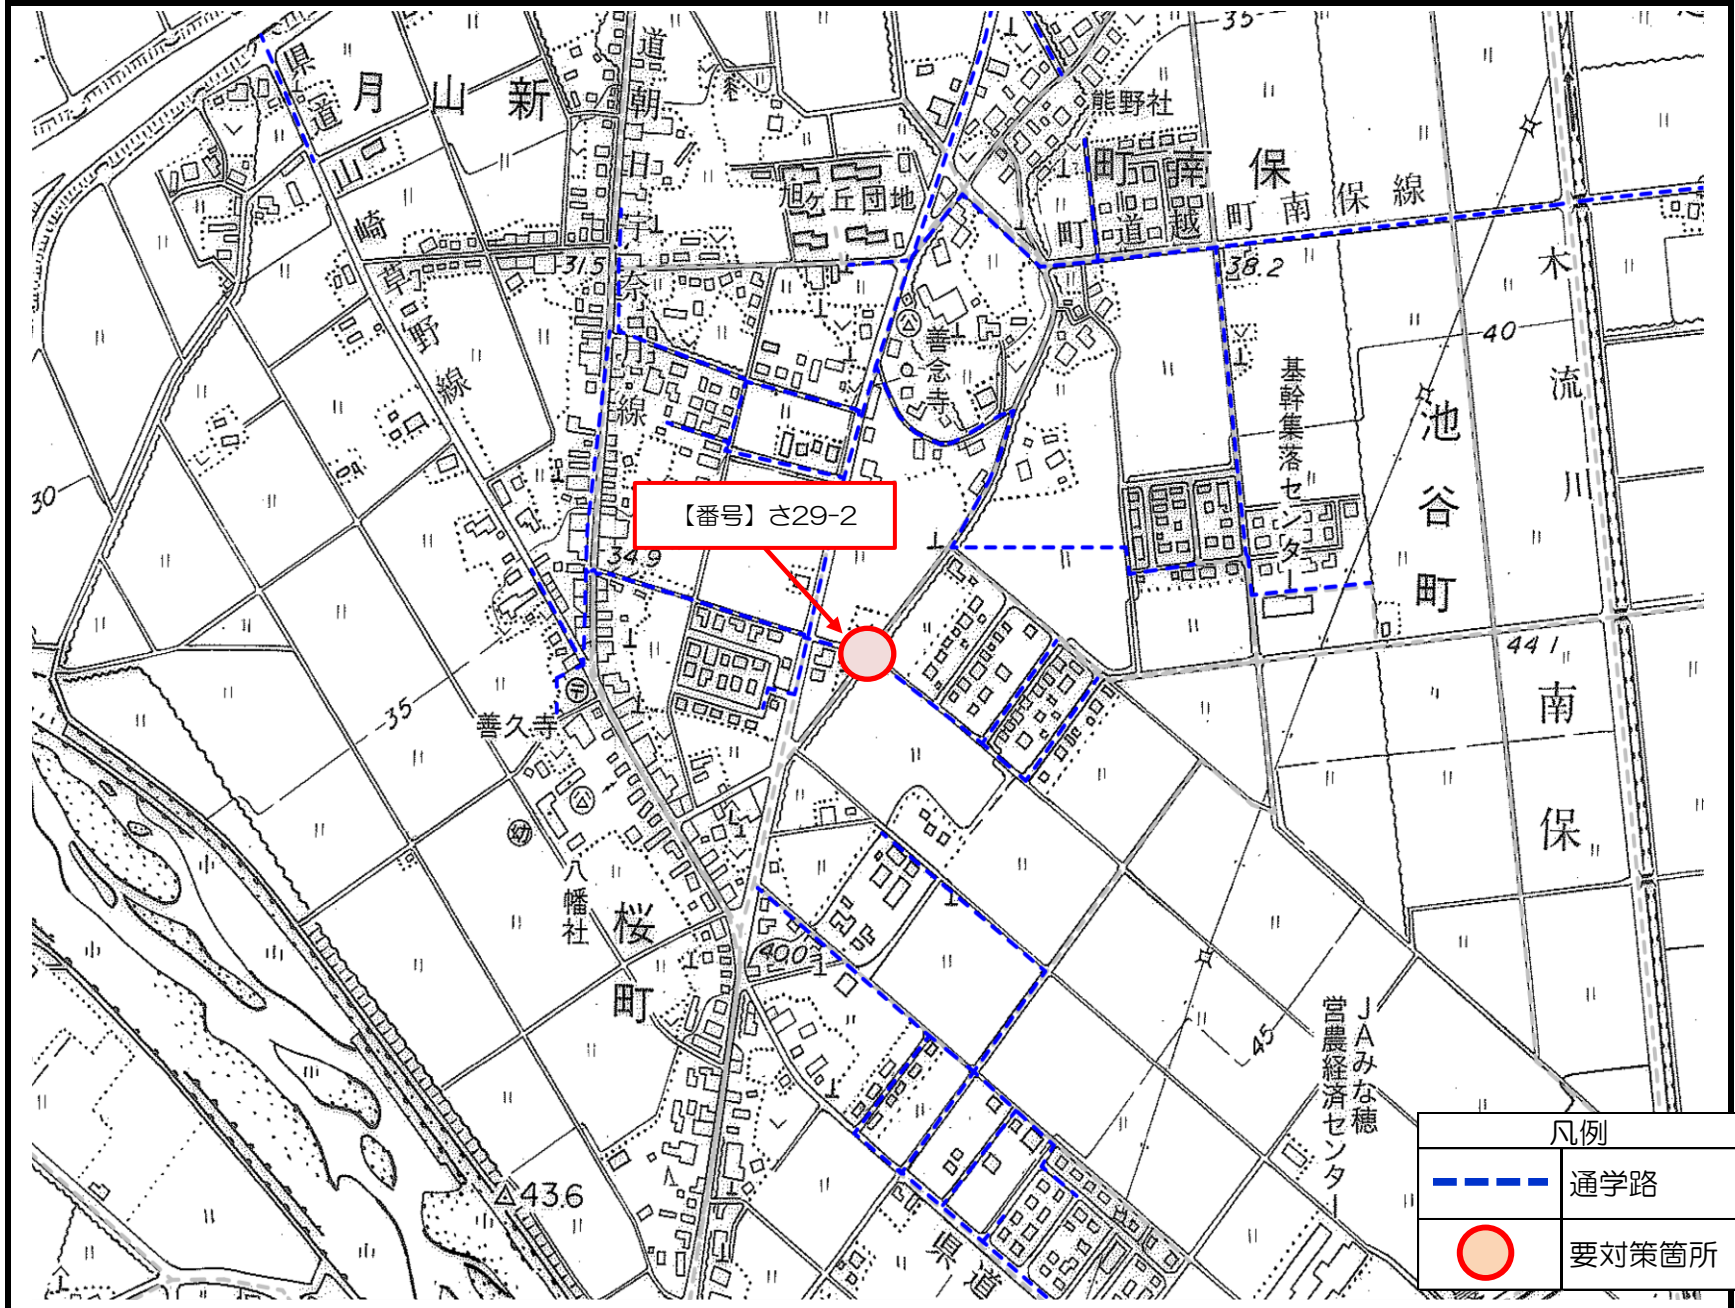 月山新
県道山崎草野線
道朝日宇奈月線
旭ヶ丘団地
熊野社
町南保
町道越町南保線
35
31.5
38.2
40
木流川
善念寺
基幹集落センター
池谷町
30
【番号】さ29-2
34.9
44.1
35
善久寺
南保
八幡社
幼
桜町
400
45
JAみな穂
営農経済センター
43.6
県道
凡例
通学路
要対策箇所